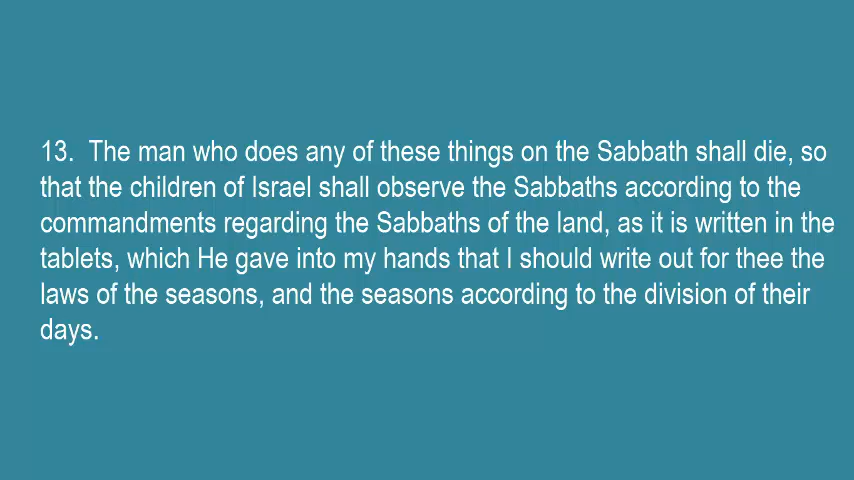 13.  The man who does any of these things on the Sabbath shall die, so
that the children of Israel shall observe the Sabbaths according to the
commandments regarding the Sabbaths of the land, as it is written in the
tablets, which He gave into my hands that I should write out for thee the
laws of the seasons, and the seasons according to the division of their
days.